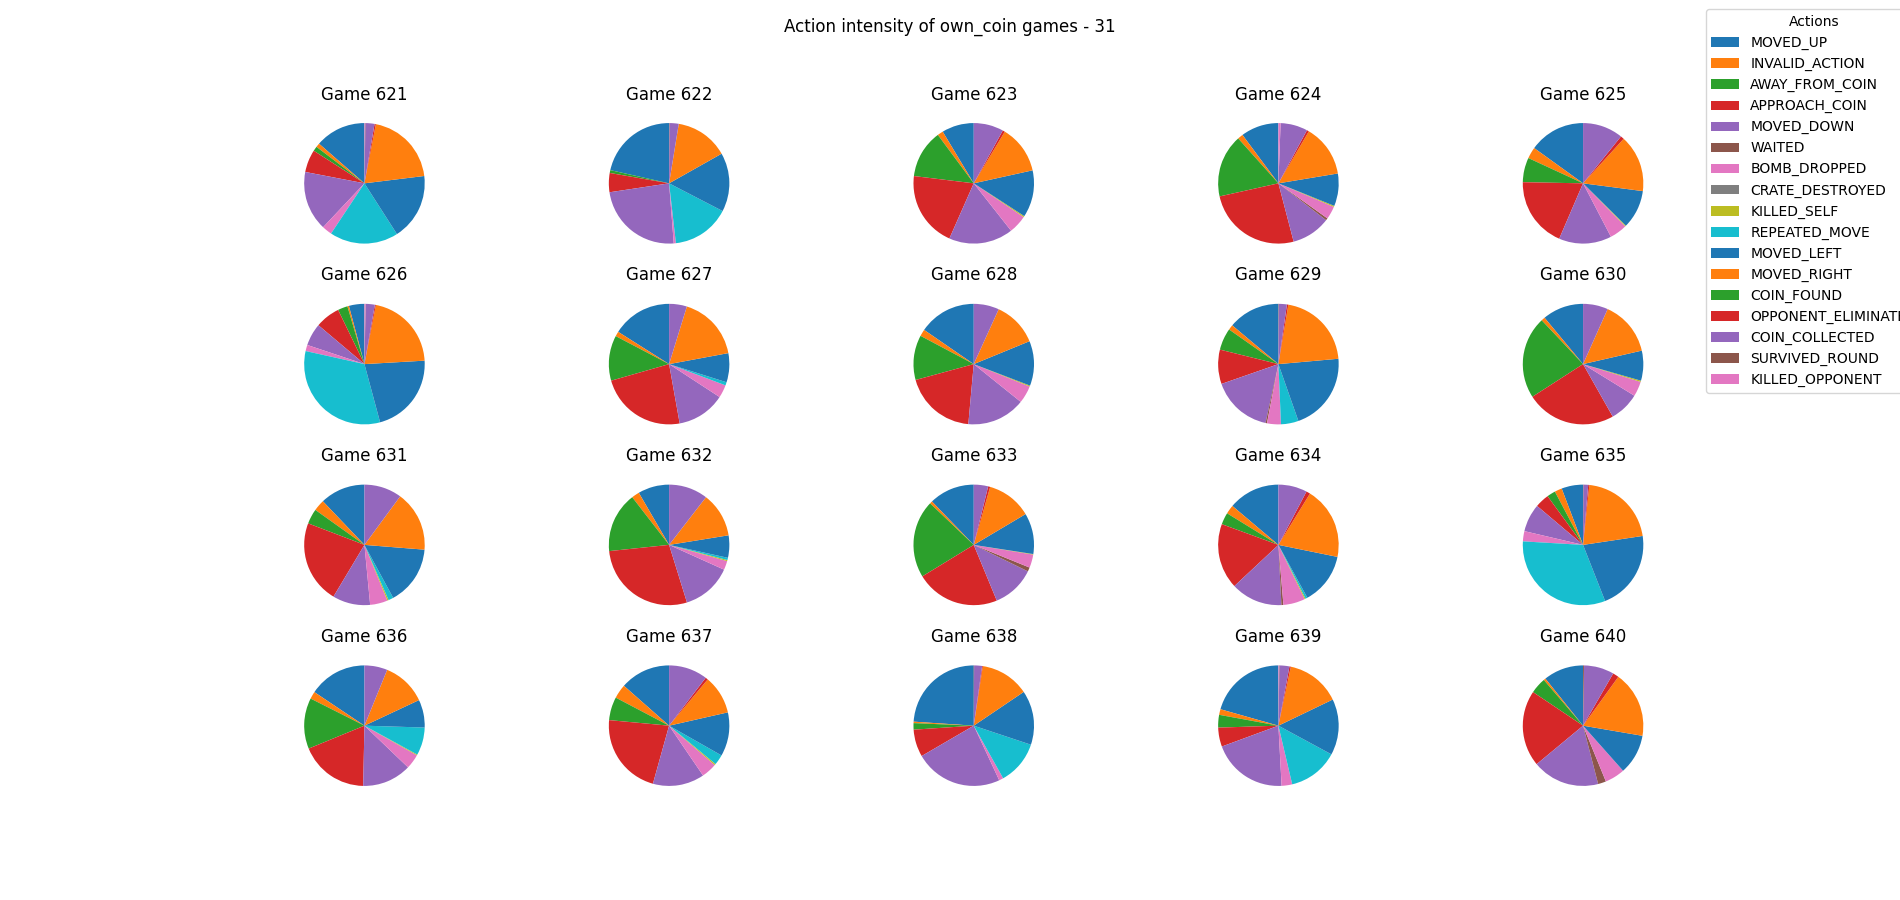 Action intensity of own_coin games - 31
Actions
MOVED_UP
INVALID_ACTION
AWAY_FROM_COIN
APPROACH_COIN
MOVED_DOWN
WAITED
BOMB_DROPPED
CRATE_DESTROYED
KILLED_SELF
REPEATED_MOVE
MOVED_LEFT
MOVED_RIGHT
COIN_FOUND
OPPONENT_ELIMINATE
COIN_COLLECTED
SURVIVED_ROUND
KILLED_OPPONENT
Game 621
Game 622
Game 623
Game 624
Game 625
Game 626
Game 627
Game 628
Game 629
Game 630
Game 631
Game 632
Game 633
Game 634
Game 635
Game 636
Game 637
Game 638
Game 639
Game 640